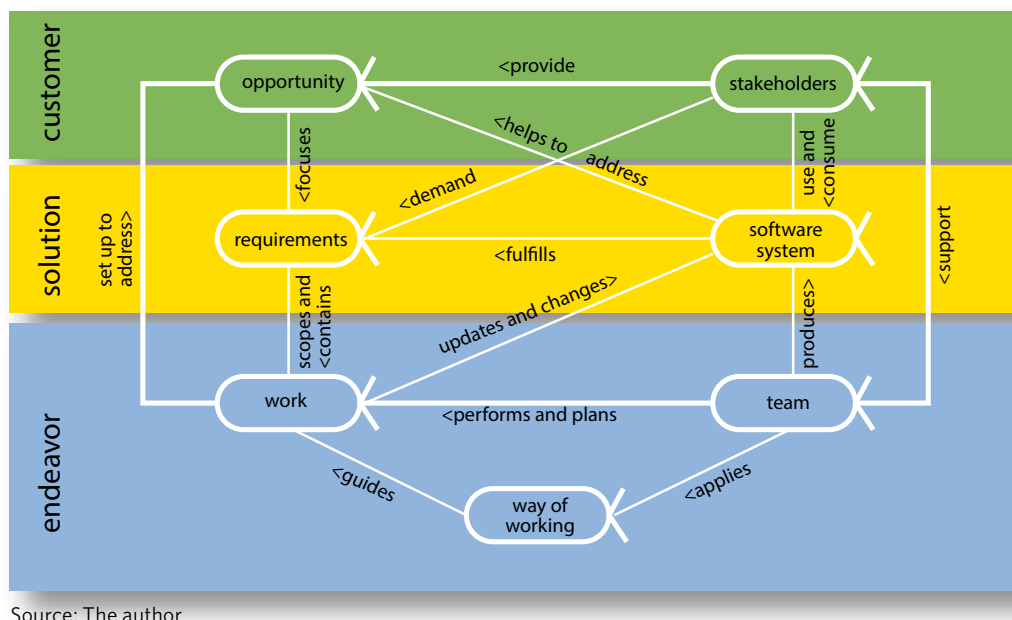 customer
opportunity
<provide
stakeholders
<helps to address
<demand
<focuses
use and
<consume
solution
set up to
address>
requirements
<fulfills
software
system
<support
scopes and
<contains
updates and changes>
produces>
endeavor
work
<performs and plans
team
<guides
<applies
way of
working
Source: The author